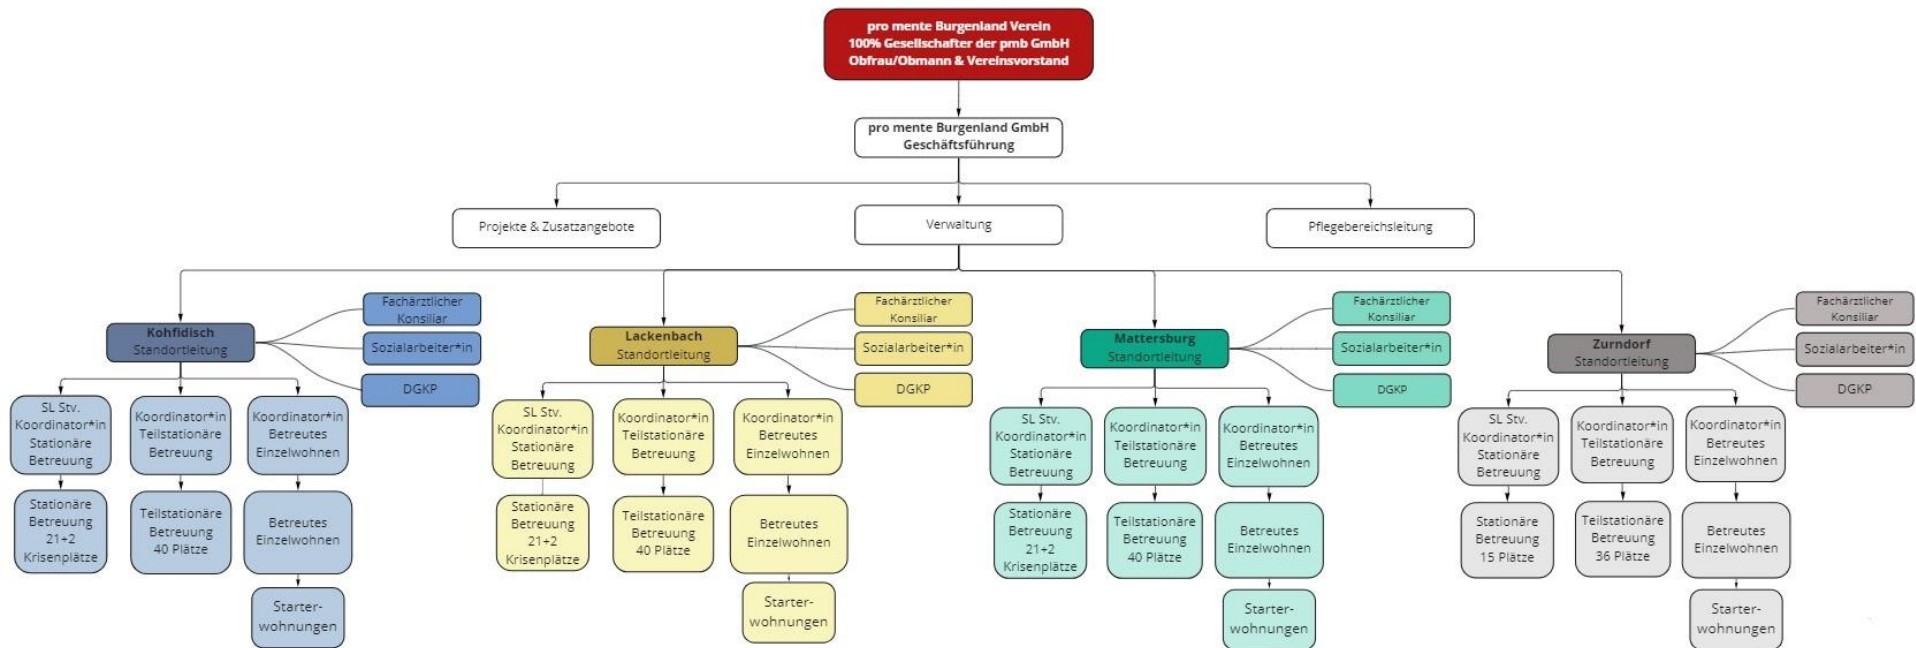 pro mente Burgenland Verein
100% Gesellschafter der pmb GmbH
Obfrau/Obmann & Vereinsvorstand
pro mente Burgenland GmbH
Geschäftsführung
Projekte & Zusatzangebote
Verwaltung
Pflegebereichsleitung
Kohfidisch
Standortleitung
Fachärztlicher
Konsiliar
Sozialarbeiter*in
DGKP
SL Stv.
Koordinator*in
Stationäre
Betreuung
Koordinator*in
Teilstationäre
Betreuung
Koordinator*in
Betreutes
Einzelwohnen
Stationäre
Betreuung
21+2
Krisenplätze
Teilstationäre
Betreuung
40 Plätze
Betreutes
Einzelwohnen
Starter-
wohnungen
Lackenbach
Standortleitung
Fachärztlicher
Konsiliar
Sozialarbeiter*in
DGKP
SL Stv.
Koordinator*in
Stationäre
Betreuung
Koordinator*in
Teilstationäre
Betreuung
Koordinator*in
Betreutes
Einzelwohnen
Stationäre
Betreuung
21+2
Krisenplätze
Teilstationäre
Betreuung
40 Plätze
Betreutes
Einzelwohnen
Starter-
wohnungen
Mattersburg
Standortleitung
Fachärztlicher
Konsiliar
Sozialarbeiter*in
DGKP
SL Stv.
Koordinator*in
Stationäre
Betreuung
Koordinator*in
Teilstationäre
Betreuung
Koordinator*in
Betreutes
Einzelwohnen
Stationäre
Betreuung
21+2
Krisenplätze
Teilstationäre
Betreuung
40 Plätze
Betreutes
Einzelwohnen
Starter-
wohnungen
Zurndorf
Standortleitung
Fachärztlicher
Konsiliar
Sozialarbeiter*in
DGKP
SL Stv.
Koordinator*in
Stationäre
Betreuung
Koordinator*in
Teilstationäre
Betreuung
Koordinator*in
Betreutes
Einzelwohnen
Stationäre
Betreuung
15 Plätze
Teilstationäre
Betreuung
36 Plätze
Betreutes
Einzelwohnen
Starter-
wohnungen